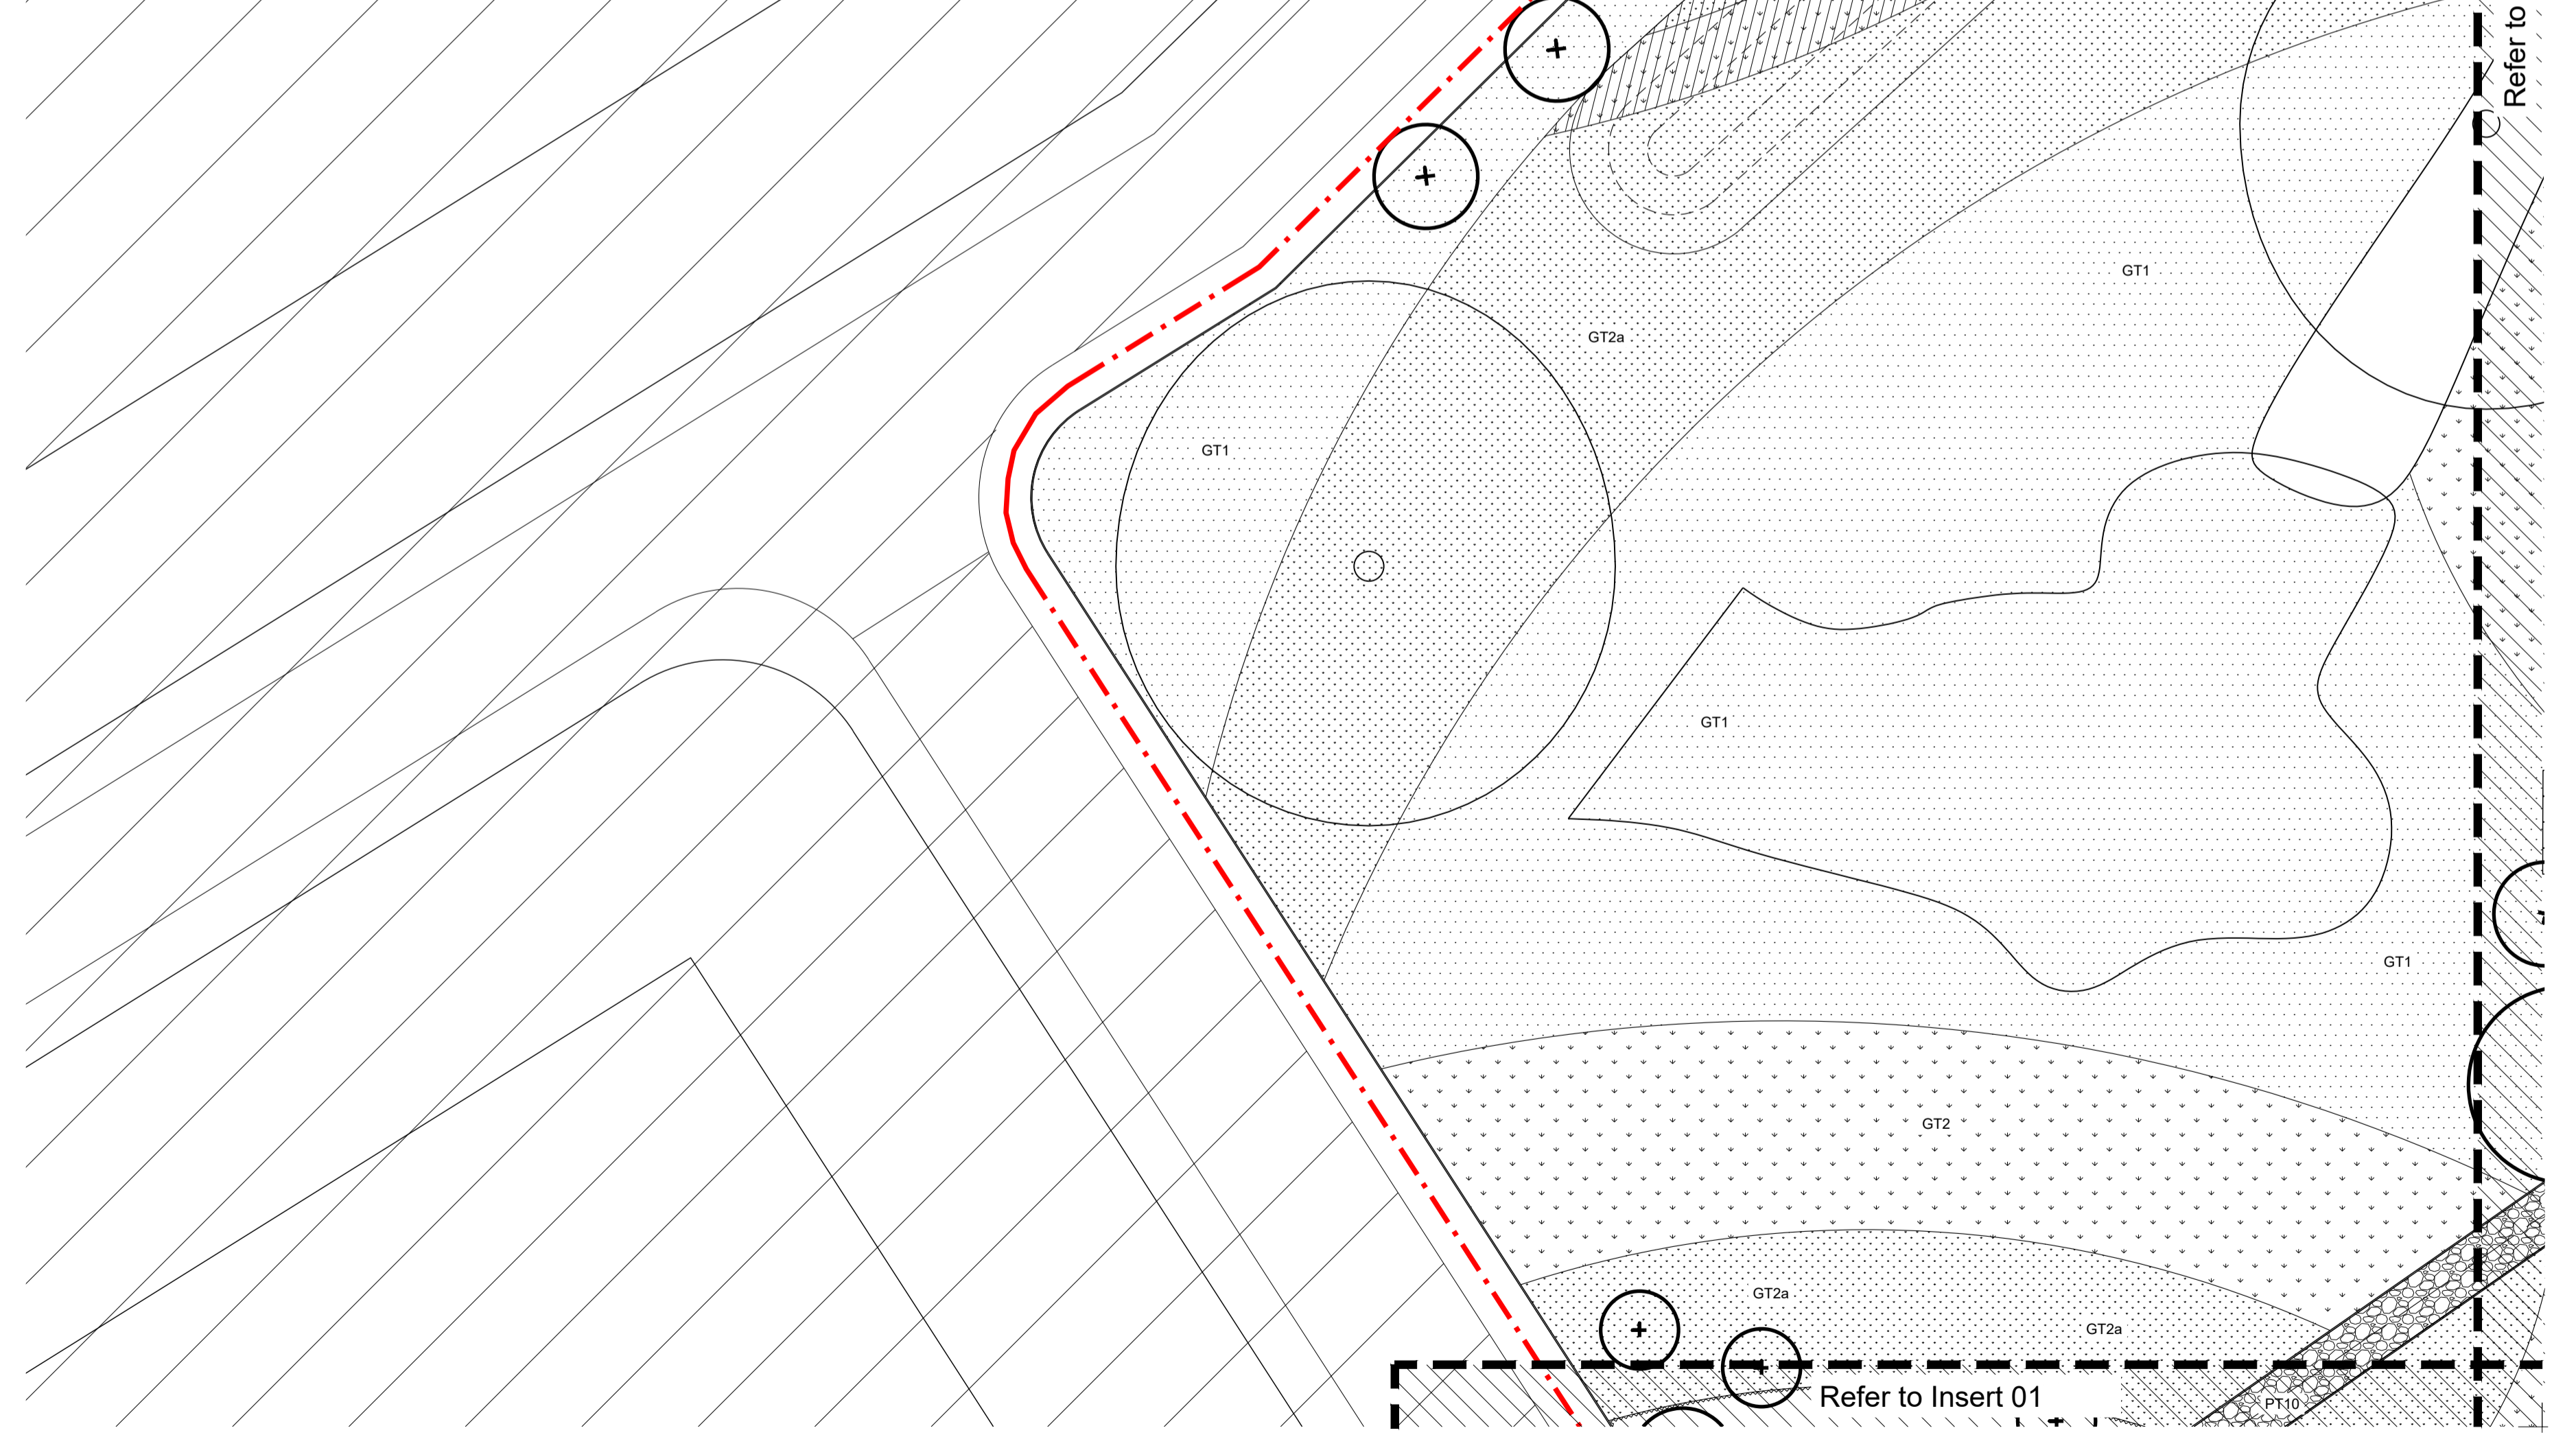 Refer to
GT1
GT2a
GT1
GT1
GT1
GT2
GT2a
GT2a
Refer to Insert 01
PT10